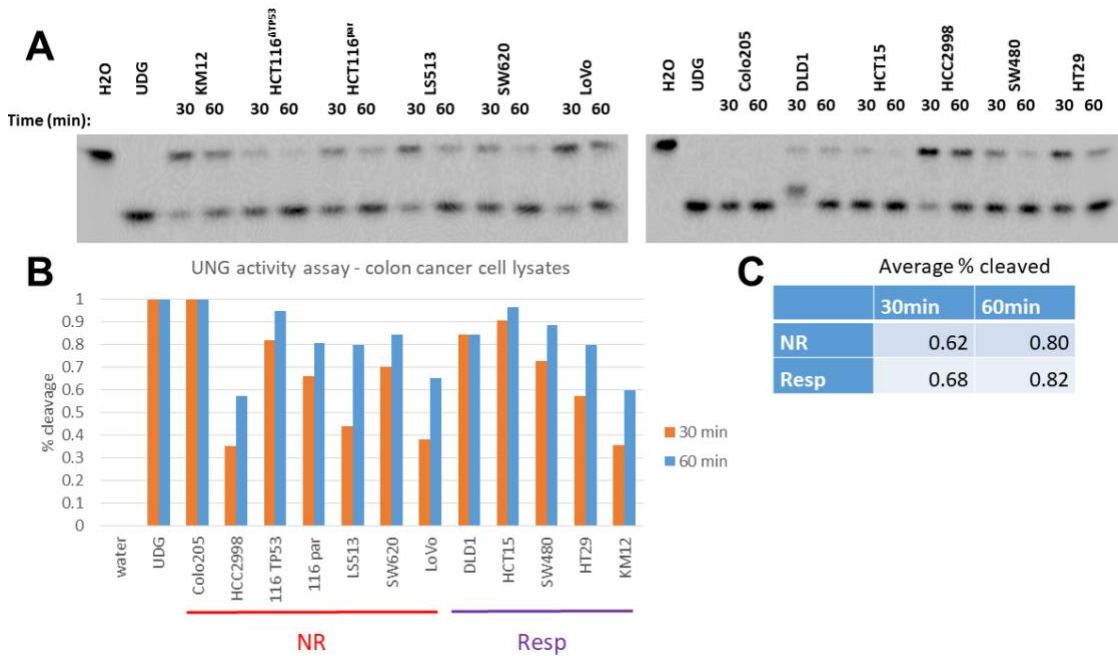 A
H2O UDG KM12 HCT116ΔTP53 HCT116par LS513 SW620 LoVo
H2O UDG Colo205 DLD1 HCT15 HCC2998 SW480 HT29
Time (min): 30 60 30 60 30 60 30 60 30 60 30 60
30 60 30 60 30 60 30 60 30 60 30 60
B
UNG activity assay - colon cancer cell lysates
% cleavage
1
0.9
0.8
0.7
0.6
0.5
0.4
0.3
0.2
0.1
0
water UDG Colo205 HCC2998 116 TP53 116 par LS513 SW620 LoVo DLD1 HCT15 SW480 HT29 KM12
NR Resp
30 min
60 min
C
Average % cleaved
30min 60min
NR 0.62 0.80
Resp 0.68 0.82